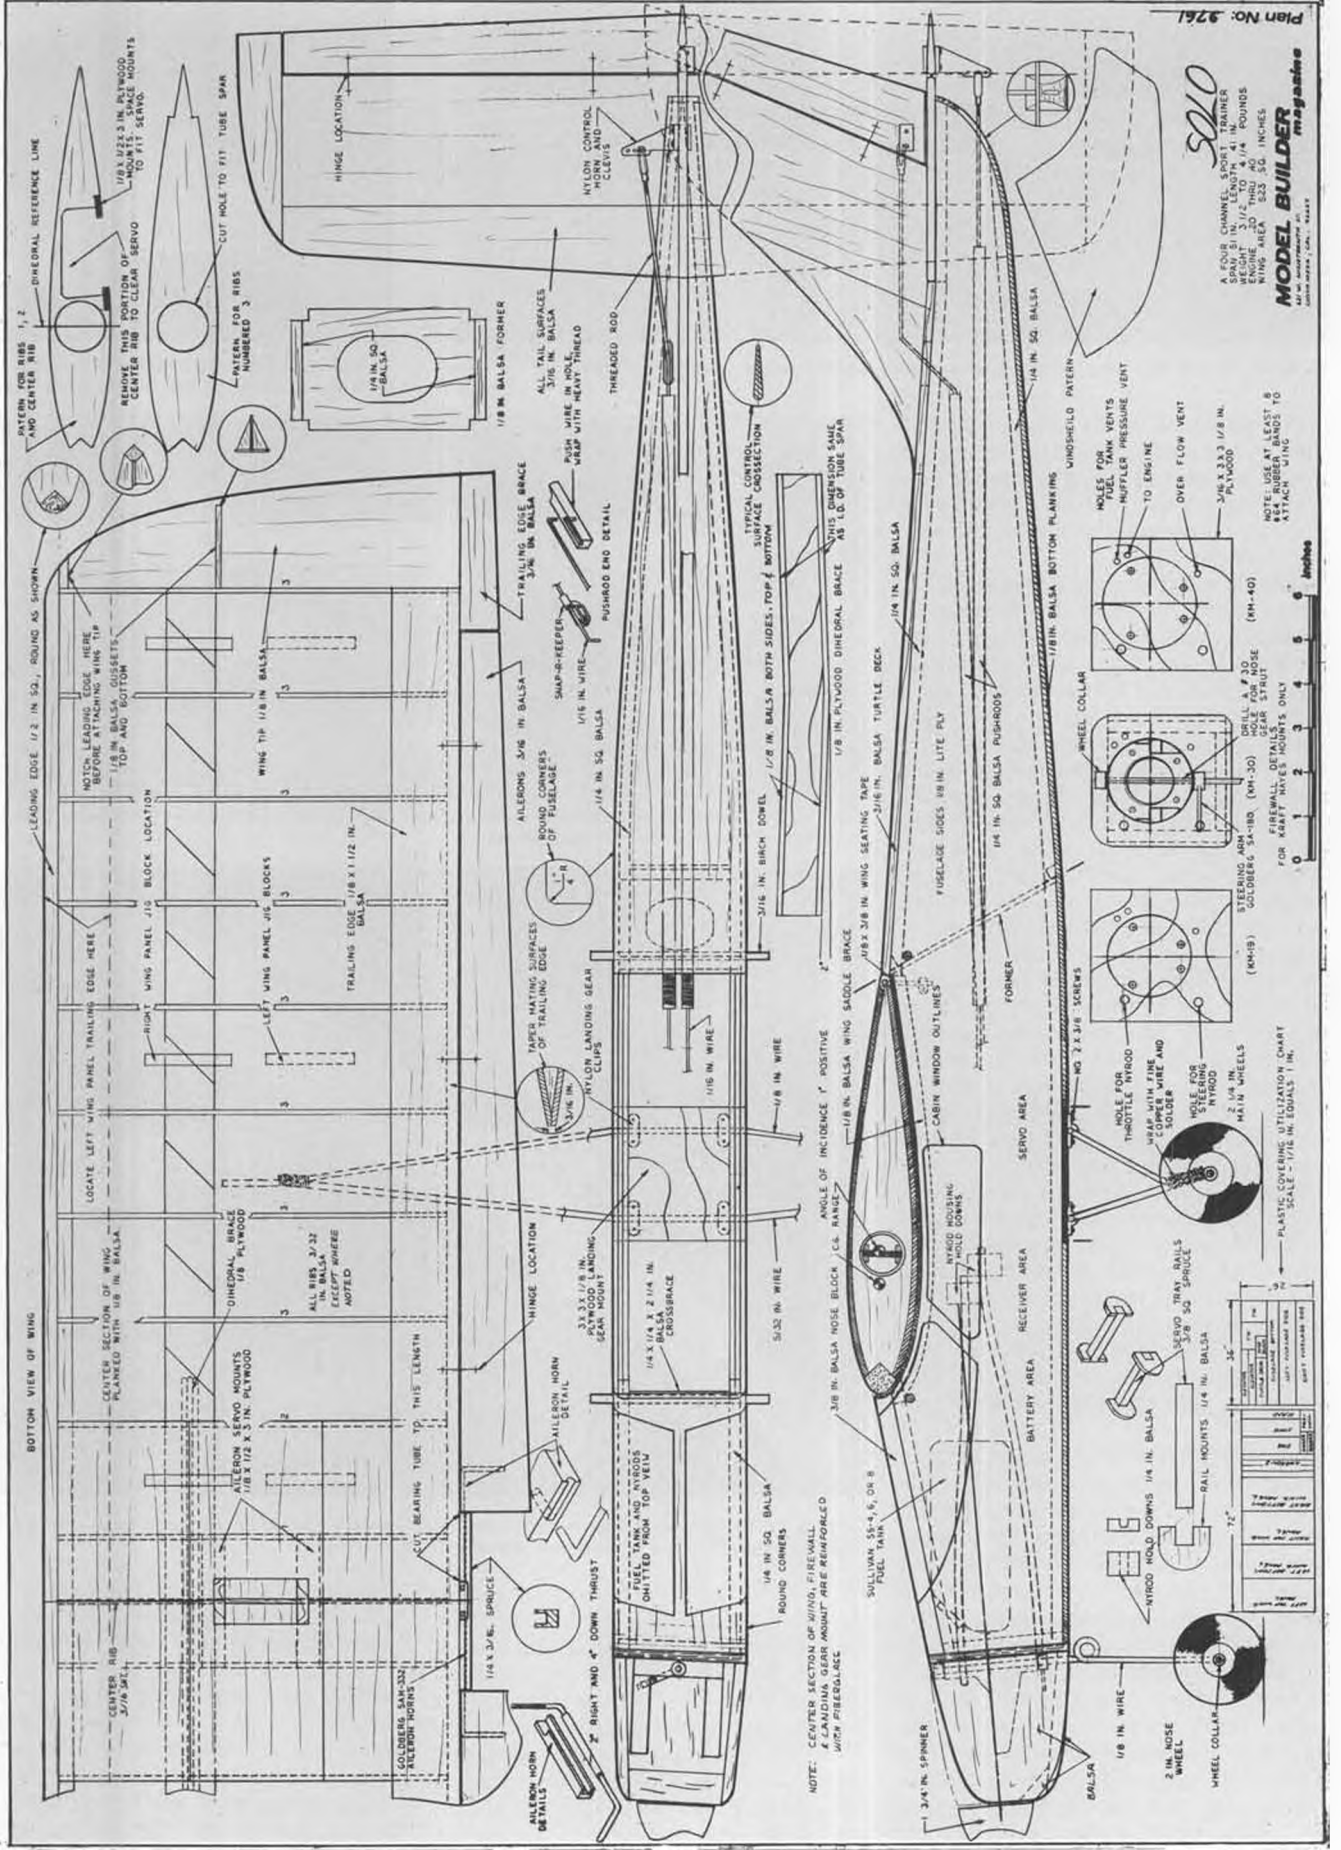 Plan No: 9761
SOLO
A FOUR CHANNEL SPORT TRAINER
SPAN 51 IN. LENGTH 41 IN.
WEIGHT 3 1/2 TO 4 1/4 POUNDS
ENGINE .20 THRU .40
WING AREA 523 SQ. INCHES
MODEL BUILDER
magazine
PATERN FOR RIBS 1, 2
AND CENTER RIB
DIHEDRAL REFERENCE LINE
1/8 X 1/2 X 3 IN. PLYWOOD
MOUNTS. SPACE MOUNTS
TO FIT SERVO.
REMOVE THIS PORTION OF
CENTER RIB TO CLEAR SERVO
CUT HOLE TO FIT TUBE SPAR
PATERN FOR RIBS
NUMBERED 3
1/4 IN. SQ.
BALSA
1/8 IN. BALSA FORMER
HINGE LOCATION
NYLON CONTROL
HORN AND
CLEVIS
ALL TAIL SURFACES
3/16 IN. BALSA
THREADED ROD
PUSH WIRE IN HOLE,
WRAP WITH HEAVY THREAD
PUSHROD END DETAIL
SNAP-R-KEEPER
1/16 IN. WIRE
TYPICAL CONTROL
SURFACE CROSSECTION
BOTTOM VIEW OF WING
LEADING EDGE 1/2 IN SQ., ROUND AS SHOWN
NOTCH LEADING EDGE HERE
BEFORE ATTACHING WING TIP
1/8 IN BALSA GUSSETS
TOP AND BOTTOM
WING TIP 1/8 IN BALSA
TRAILING EDGE BRACE
3/16 IN. BALSA
LOCATE LEFT WING PANEL TRAILING EDGE HERE
RIGHT WING PANEL JIG BLOCK LOCATION
LEFT WING PANEL JIG BLOCKS
TRAILING EDGE 1/8 X 1 1/2 IN.
BALSA
AILERONS 3/16 IN. BALSA
3
3
3
3
3
3
3
3
2
1
CENTER SECTION OF WING
PLANKED WITH 1/8 IN. BALSA
DIHEDRAL BRACE
1/8 PLYWOOD
ALL RIBS 3/32
IN. BALSA
EXCEPT WHERE
NOTED
AILERON SERVO MOUNTS
1/8 X 1/2 X 3 IN. PLYWOOD
CUT BEARING TUBE TO THIS LENGTH
HINGE LOCATION
CENTER RIB
GOLDBERG SAH-332
AILERON HORNS
1/4 X 3/16 SPRUCE
AILERON HORN
DETAIL
AILERON HORN
DETAILS
2° RIGHT AND 4° DOWN THRUST
TAPER MATING SURFACES
OF TRAILING EDGE
3/16 IN.
ROUND CORNERS
OF FUSELAGE
1/4 R
1/4 IN SQ. BALSA
NYLON LANDING GEAR
CLIPS
3 X 3 X 1/8 IN.
PLYWOOD LANDING
GEAR MOUNT
1/4 X 1/4 X 2 1/4 IN.
BALSA
CROSSBRACE
FUEL TANK AND NYRODS
OMITTED FROM TOP VEIW
1/4 IN SQ BALSA
ROUND CORNERS
5/32 IN. WIRE
1/8 IN WIRE
1/16 IN. WIRE
3/16 IN. BIRCH DOWEL
1/8 IN. BALSA BOTH SIDES, TOP & BOTTOM
THIS DIMENSION SAME
AS I.D. OF TUBE SPAR
1/8 IN. PLYWOOD DIHEDRAL BRACE
2°
NOTE: CENTER SECTION OF WING, FIREWALL
& LANDING GEAR MOUNT ARE REINFORCED
WITH FIBERGLASS
ANGLE OF INCIDENCE 1° POSITIVE
C.G. RANGE
3/8 IN. BALSA NOSE BLOCK
1/8 IN. BALSA WING SADDLE BRACE
1/8 X 3/8 IN. WING SEATING TAPE
3/16 IN. BALSA TURTLE DECK
1/4 IN. SQ. BALSA
CABIN WINDOW OUTLINES
NYROD HOUSING
HOLD DOWNS
SULLIVAN SS-4, 6, OR 8
FUEL TANK
BATTERY AREA
RECEIVER AREA
SERVO AREA
FORMER
FUSELAGE SIDES 1/8 IN. LITE PLY
1/4 IN. SQ. BALSA PUSHRODS
1/8 IN. BALSA BOTTOM PLANKING
1/4 IN. SQ. BALSA
WINDSHEILD PATERN
1 3/4 IN. SPINNER
BALSA
1/8 IN. WIRE
2 IN. NOSE
WHEEL
WHEEL COLLAR
NO. 2 X 3/8 SCREWS
WRAP WITH FINE
COPPER WIRE AND
SOLDER
2 1/4 IN.
MAIN WHEELS
NYROD HOLD DOWNS 1/4 IN. BALSA
RAIL MOUNTS 1/4 IN. BALSA
SERVO TRAY RAILS
3/8 SQ SPRUCE
HOLE FOR
THROTTLE NYROD
HOLE FOR
STEERING
NYROD
(KM-19)
STEERING ARM
GOLDBERG SA-180
(KM-30)
WHEEL COLLAR
DRILL A #30
HOLE FOR NOSE
GEAR STRUT
FIREWALL DETAILS
FOR KRAFT HAYES MOUNTS ONLY
(KM-40)
HOLES FOR
FUEL TANK VENTS
MUFFLER PRESSURE VENT
TO ENGINE
OVER FLOW VENT
3/16 X 3 X 3 1/8 IN.
PLYWOOD
NOTE: USE AT LEAST 8
#64 RUBBER BANDS TO
ATTACH WING
0 1 2 3 4 5 6 inches
PLASTIC COVERING UTILIZATION CHART
SCALE - 1/16 IN. EQUALS 1 IN.
72"
36"
26"